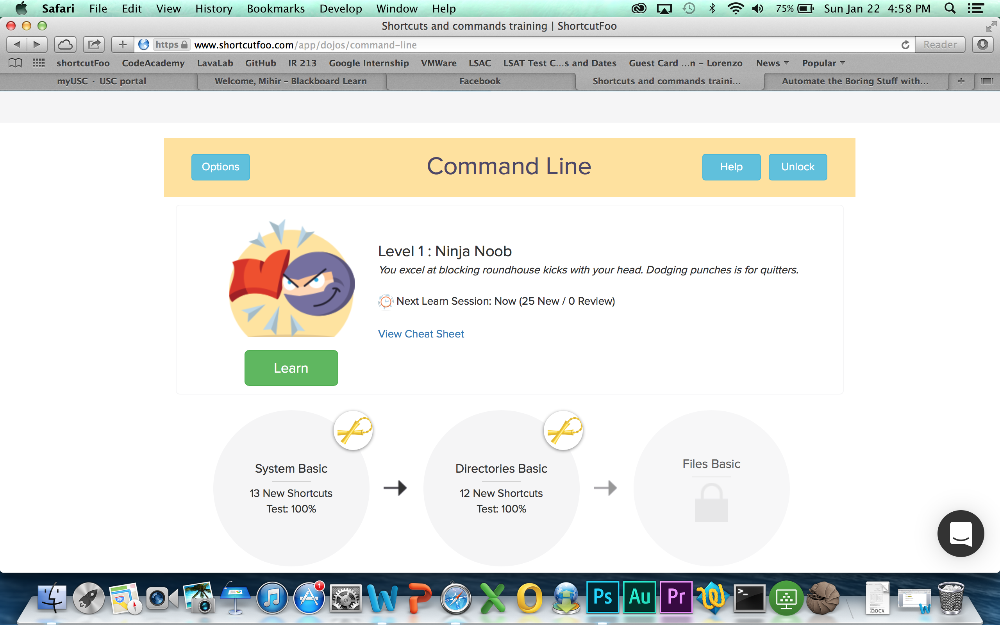 Safari File Edit View History Bookmarks Develop Window Help 75% Sun Jan 22 4:58 PM
Shortcuts and commands training | ShortcutFoo
https www.shortcutfoo.com/app/dojos/command-line Reader
shortcutFoo CodeAcademy LavaLab GitHub IR 213 Google Internship VMWare LSAC LSAT Test C...s and Dates Guest Card ...n – Lorenzo News Popular
myUSC · USC portal Welcome, Mihir – Blackboard Learn Facebook Shortcuts and commands traini... Automate the Boring Stuff with...
Options Command Line Help Unlock
Level 1 : Ninja Noob
You excel at blocking roundhouse kicks with your head. Dodging punches is for quitters.
Next Learn Session: Now (25 New / 0 Review)
View Cheat Sheet
Learn
System Basic
13 New Shortcuts
Test: 100%
Directories Basic
12 New Shortcuts
Test: 100%
Files Basic
280
1
Ps Au Pr
>_
DOCX